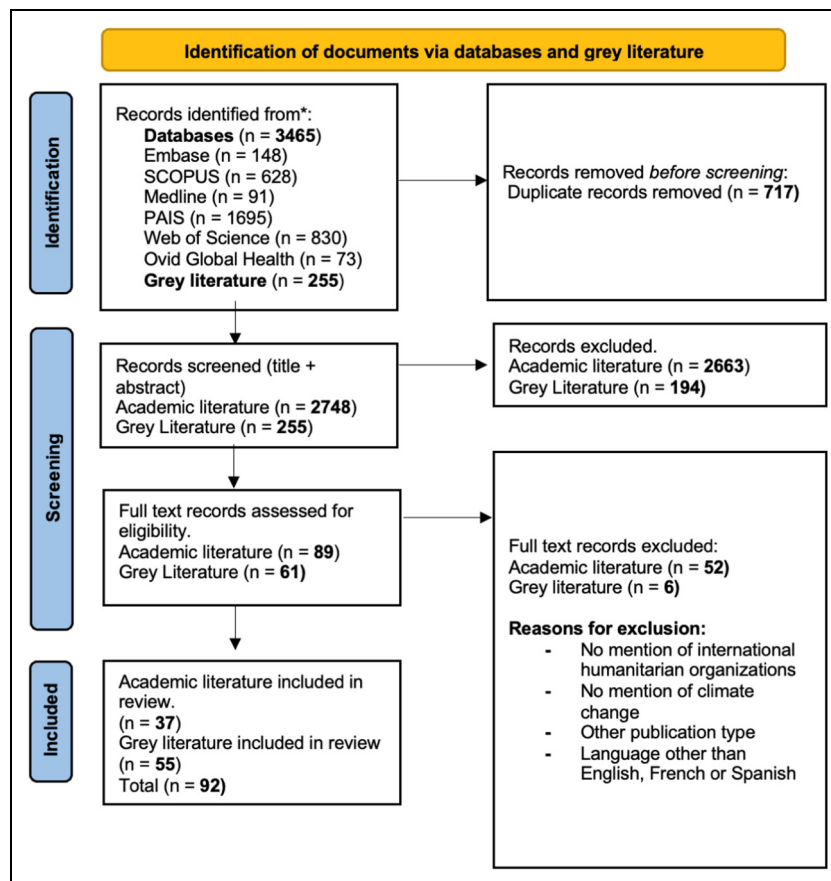 Identification of documents via databases and grey literature
Identification
Records identified from*:
Databases (n = 3465)
Embase (n = 148)
SCOPUS (n = 628)
Medline (n = 91)
PAIS (n = 1695)
Web of Science (n = 830)
Ovid Global Health (n = 73)
Grey literature (n = 255)
Records removed before screening:
Duplicate records removed (n = 717)
Screening
Records screened (title +
abstract)
Academic literature (n = 2748)
Grey Literature (n = 255)
Records excluded.
Academic literature (n = 2663)
Grey Literature (n = 194)
Full text records assessed for
eligibility.
Academic literature (n = 89)
Grey Literature (n = 61)
Full text records excluded:
Academic literature (n = 52)
Grey literature (n = 6)
Reasons for exclusion:
- No mention of international
humanitarian organizations
- No mention of climate
change
- Other publication type
- Language other than
English, French or Spanish
Included
Academic literature included in
review.
(n = 37)
Grey literature included in review
(n = 55)
Total (n = 92)